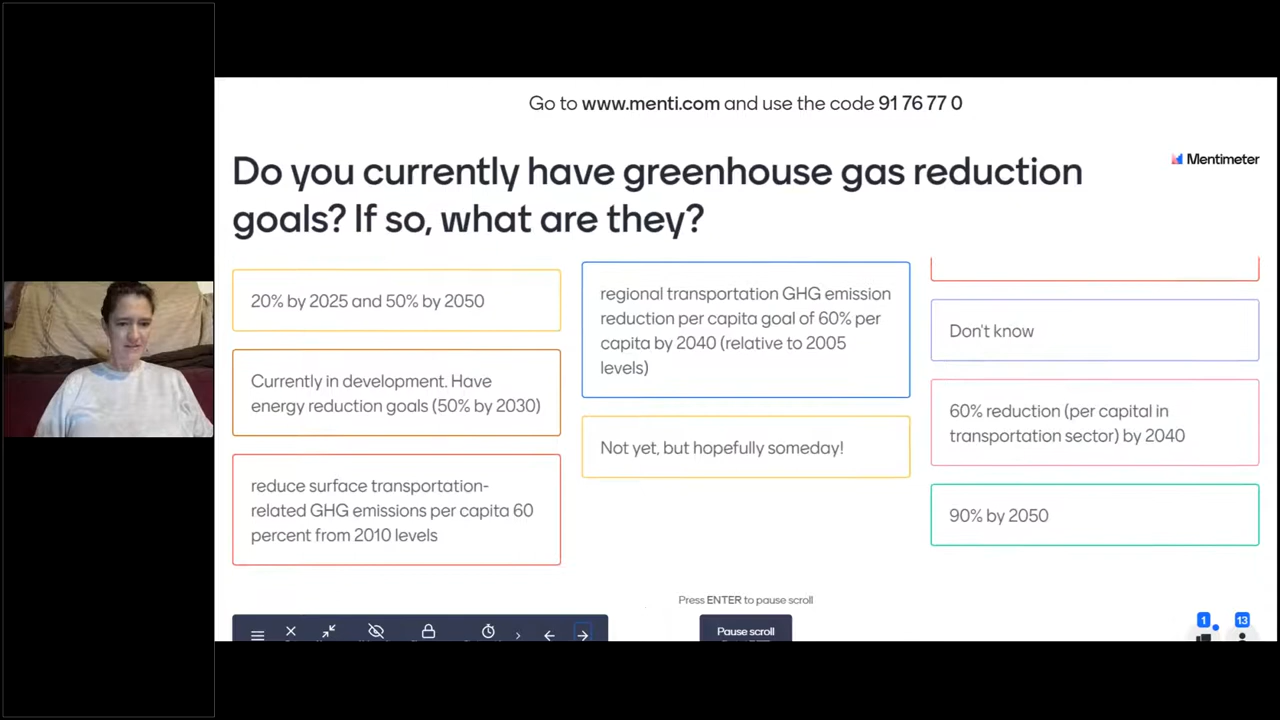 Go to www.menti.com and use the code 91 76 77 0
Mentimeter
Do you currently have greenhouse gas reduction
goals? If so, what are they?
20% by 2025 and 50% by 2050
Currently in development. Have
energy reduction goals (50% by 2030)
reduce surface transportation-
related GHG emissions per capita 60
percent from 2010 levels
regional transportation GHG emission
reduction per capita goal of 60% per
capita by 2040 (relative to 2005
levels)
Not yet, but hopefully someday!
Don't know
60% reduction (per capital in
transportation sector) by 2040
90% by 2050
Press ENTER to pause scroll
Pause scroll
1
13